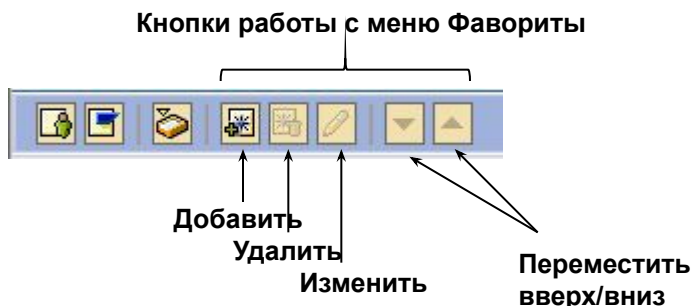 Кнопки работы с меню Фавориты
Добавить
Удалить
Изменить
Переместить
вверх/вниз